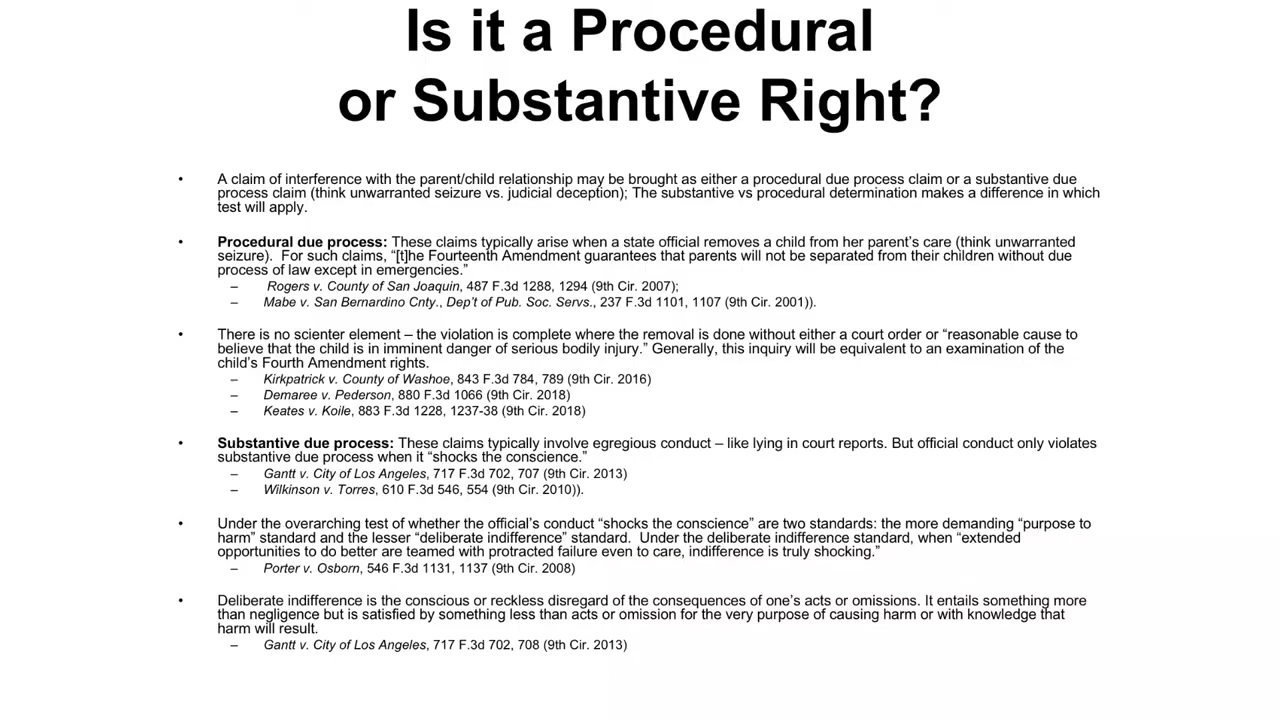 Is it a Procedural
or Substantive Right?
• A claim of interference with the parent/child relationship may be brought as either a procedural due process claim or a substantive due
process claim (think unwarranted seizure vs. judicial deception); The substantive vs procedural determination makes a difference in which
test will apply.
• Procedural due process: These claims typically arise when a state official removes a child from her parent's care (think unwarranted
seizure). For such claims, “[t]he Fourteenth Amendment guarantees that parents will not be separated from their children without due
process of law except in emergencies.”
– Rogers v. County of San Joaquin, 487 F.3d 1288, 1294 (9th Cir. 2007);
– Mabe v. San Bernardino Cnty., Dep't of Pub. Soc. Servs., 237 F.3d 1101, 1107 (9th Cir. 2001)).
• There is no scienter element – the violation is complete where the removal is done without either a court order or “reasonable cause to
believe that the child is in imminent danger of serious bodily injury.” Generally, this inquiry will be equivalent to an examination of the
child's Fourth Amendment rights.
– Kirkpatrick v. County of Washoe, 843 F.3d 784, 789 (9th Cir. 2016)
– Demaree v. Pederson, 880 F.3d 1066 (9th Cir. 2018)
– Keates v. Koile, 883 F.3d 1228, 1237-38 (9th Cir. 2018)
• Substantive due process: These claims typically involve egregious conduct – like lying in court reports. But official conduct only violates
substantive due process when it “shocks the conscience.”
– Gantt v. City of Los Angeles, 717 F.3d 702, 707 (9th Cir. 2013)
– Wilkinson v. Torres, 610 F.3d 546, 554 (9th Cir. 2010)).
• Under the overarching test of whether the official's conduct “shocks the conscience” are two standards: the more demanding “purpose to
harm” standard and the lesser “deliberate indifference” standard. Under the deliberate indifference standard, when “extended
opportunities to do better are teamed with protracted failure even to care, indifference is truly shocking.”
– Porter v. Osborn, 546 F.3d 1131, 1137 (9th Cir. 2008)
• Deliberate indifference is the conscious or reckless disregard of the consequences of one's acts or omissions. It entails something more
than negligence but is satisfied by something less than acts or omission for the very purpose of causing harm or with knowledge that
harm will result.
– Gantt v. City of Los Angeles, 717 F.3d 702, 708 (9th Cir. 2013)